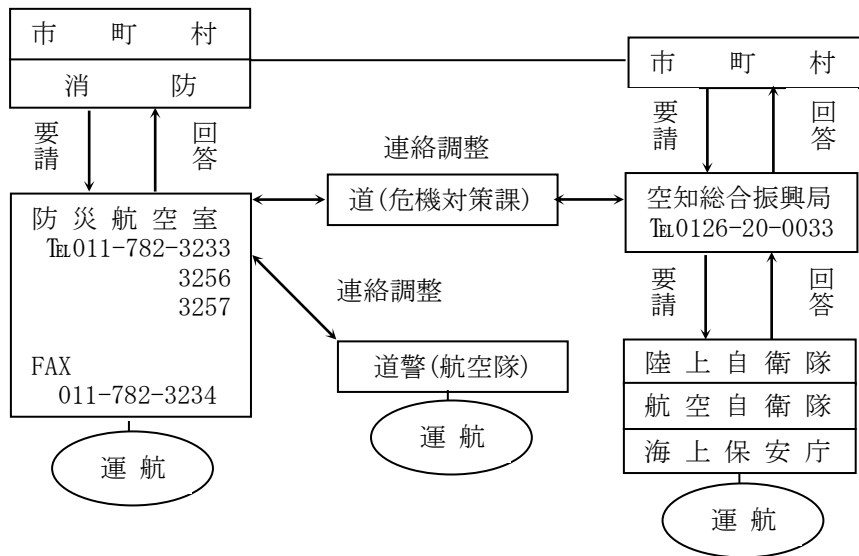 市 町 村
消 防
要請
回答
防 災 航 空 室
℡011-782-3233
3256
3257
FAX
011-782-3234
運 航
連絡調整
道(危機対策課)
連絡調整
道警(航空隊)
運 航
市 町 村
要請
回答
空知総合振興局
℡0126-20-0033
要請
回答
陸 上 自 衛 隊
航 空 自 衛 隊
海 上 保 安 庁
運 航